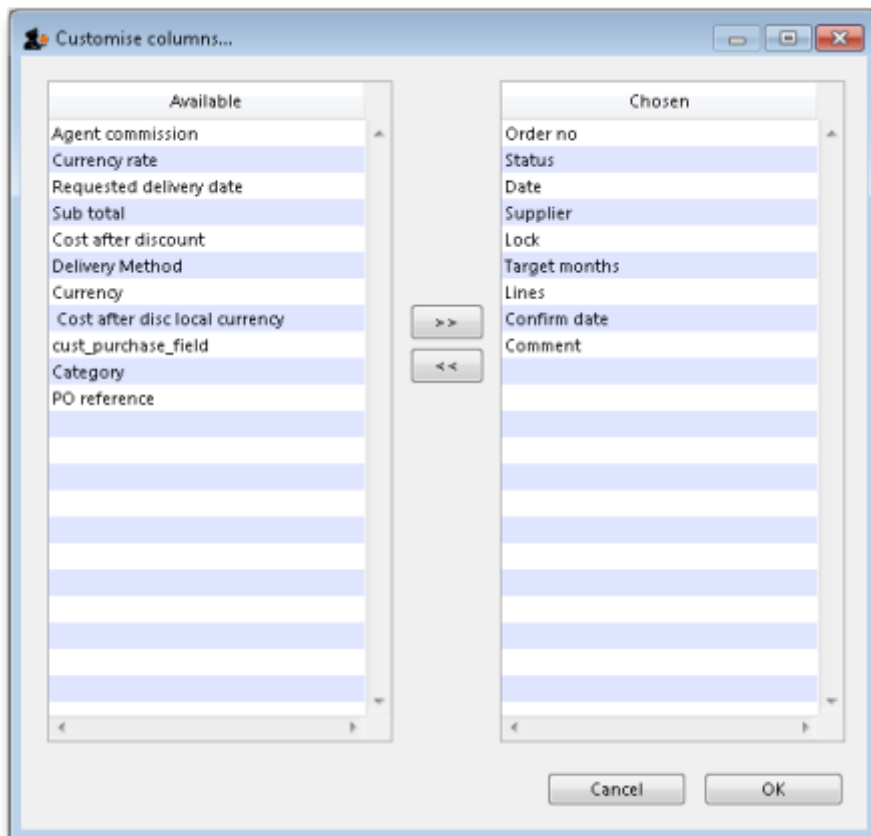 Customise columns...
Available
Agent commission
Currency rate
Requested delivery date
Sub total
Cost after discount
Delivery Method
Currency
Cost after disc local currency
cust_purchase_field
Category
PO reference
>>
<<
Chosen
Order no
Status
Date
Supplier
Lock
Target months
Lines
Confirm date
Comment
Cancel
OK